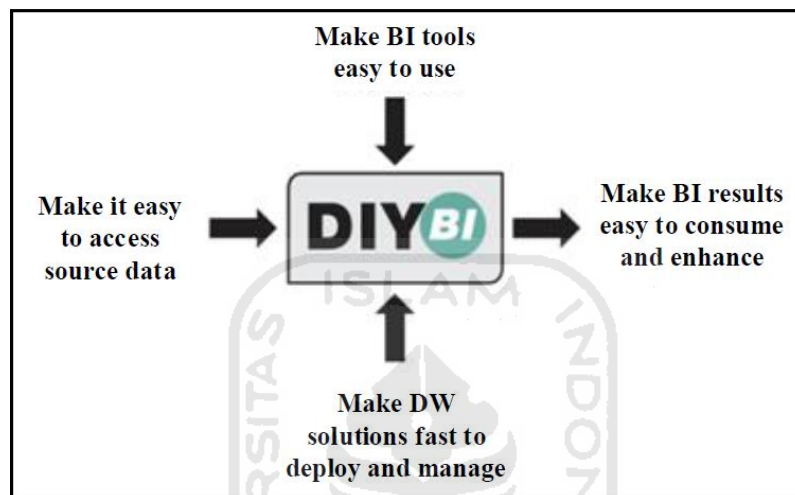 Make BI tools
easy to use
Make it easy
to access
source data
DIY BI
Make BI results
easy to consume
and enhance
ISLAM
Make DW
solutions fast to
deploy and manage